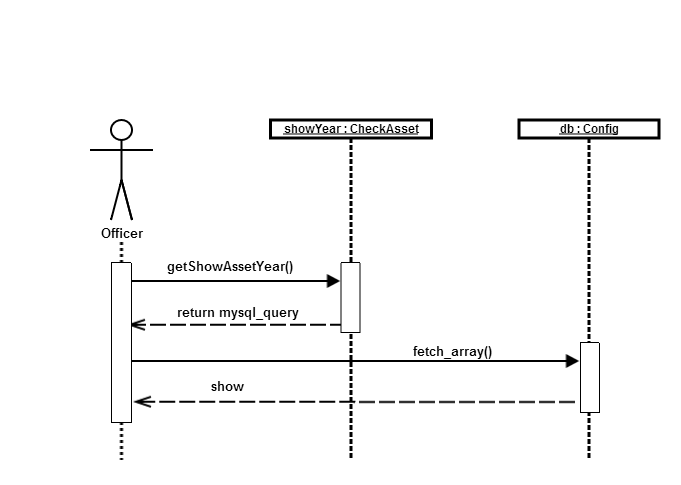 showYear : CheckAsset
db : Config
Officer
getShowAssetYear()
return mysql_query
fetch_array()
show